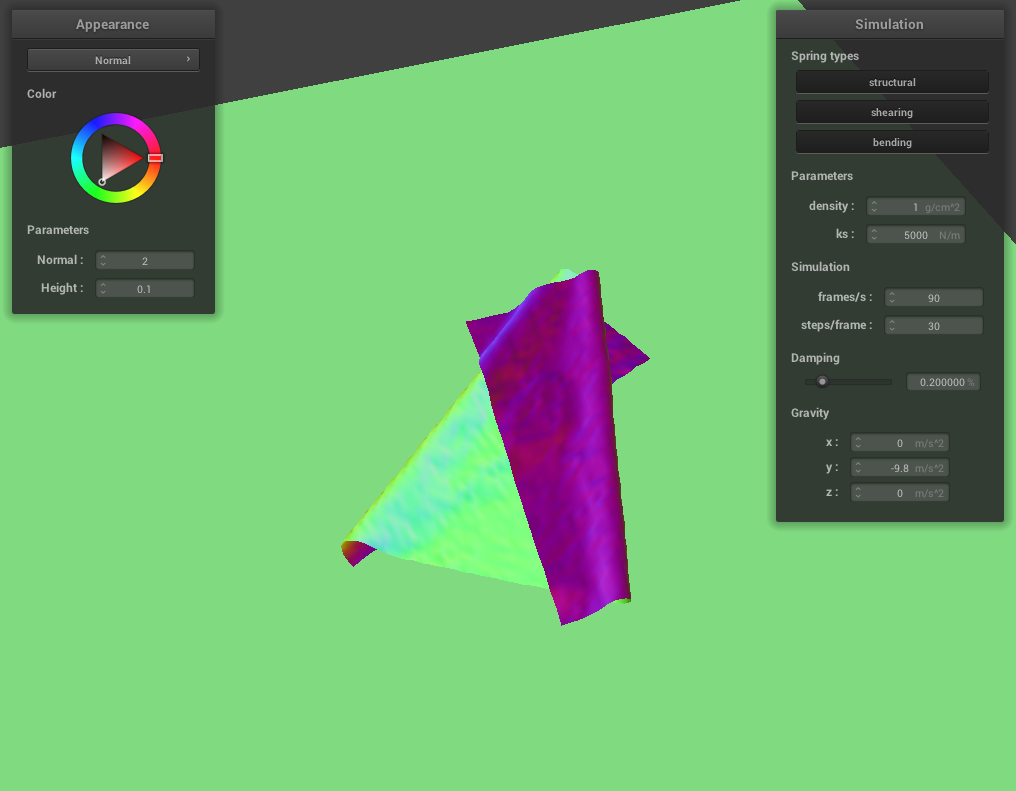 Appearance
Normal ›
Color
Parameters
Normal : 2
Height : 0.1
Simulation
Spring types
structural
shearing
bending
Parameters
density : 1 g/cm^2
ks : 5000 N/m
Simulation
frames/s : 90
steps/frame : 30
Damping
0.200000 %
Gravity
x : 0 m/s^2
y : -9.8 m/s^2
z : 0 m/s^2